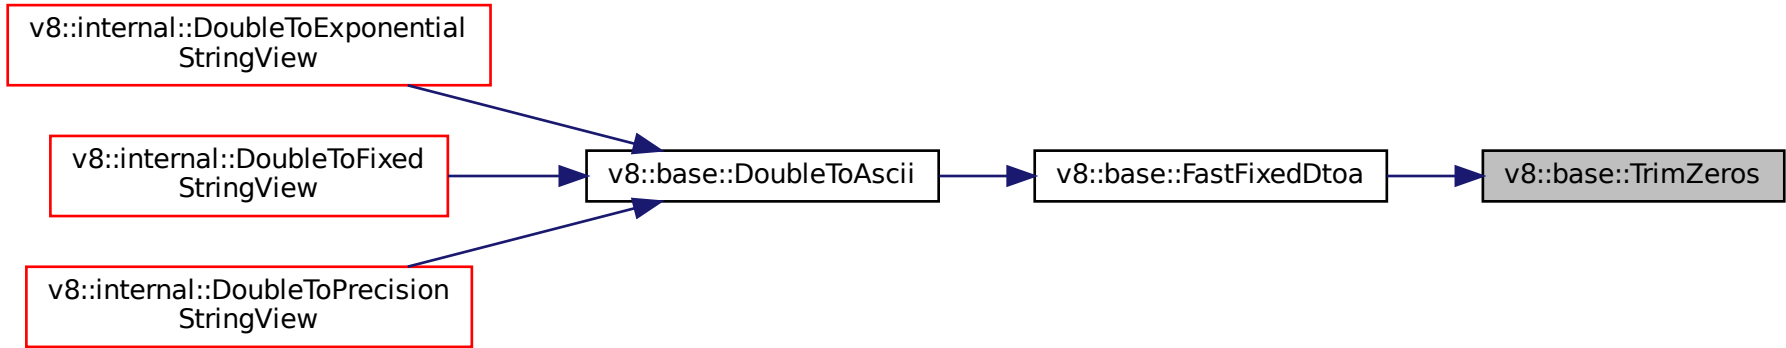 v8::internal::DoubleToExponential
StringView
v8::internal::DoubleToFixed
StringView
v8::base::DoubleToAscii
v8::base::FastFixedDtoa
v8::base::TrimZeros
v8::internal::DoubleToPrecision
StringView